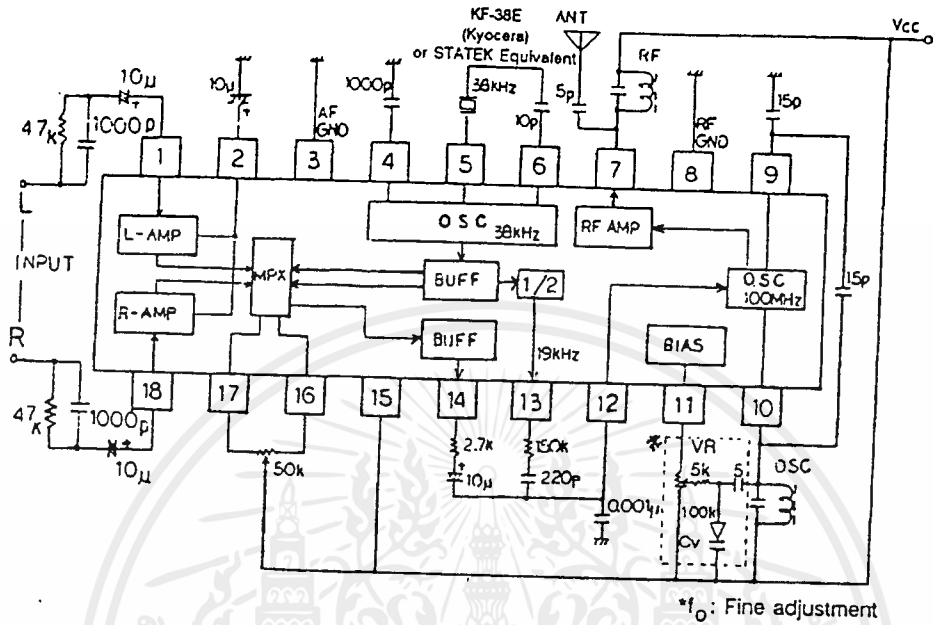 KF-38E
(Kyocera)
or STATEK Equivalent
ANT
Vcc
RF
10μ
47K
1000p
10μ
AF GND
1000p
38kHz
10p
5p
RF GND
15p
1
2
3
4
5
6
7
8
9
L
INPUT
R
L-AMP
R-AMP
MPX
OSC 38kHz
BUFF
1/2
BUFF
19kHz
RF AMP
OSC 100MHz
BIAS
15p
18
17
16
15
14
13
12
11
10
47K
1000p
10μ
50k
2.7k
10μ
150k
220p
0.001μ
*
VR
5k
5
OSC
100k
Cv
*fo: Fine adjustment